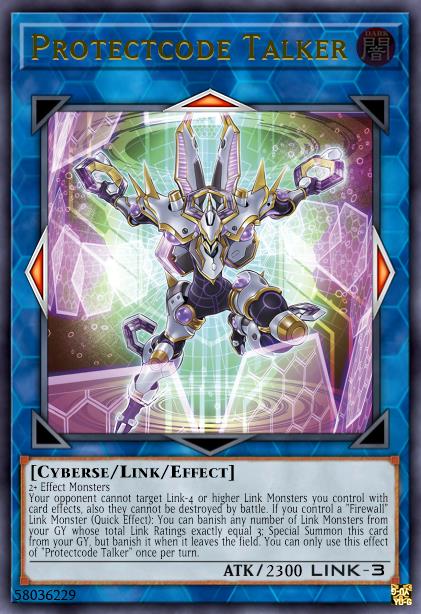 PROTECTCODE TALKER
DARK
闇
[CYBERSE/LINK/EFFECT]
2+ Effect Monsters
Your opponent cannot target Link-4 or higher Link Monsters you control with
card effects, also they cannot be destroyed by battle. If you control a "Firewall"
Link Monster (Quick Effect): You can banish any number of Link Monsters from
your GY whose total Link Ratings exactly equal 3; Special Summon this card
from your GY, but banish it when it leaves the field. You can only use this effect
of "Protectcode Talker" once per turn.
ATK/2300 LINK-3
58036229